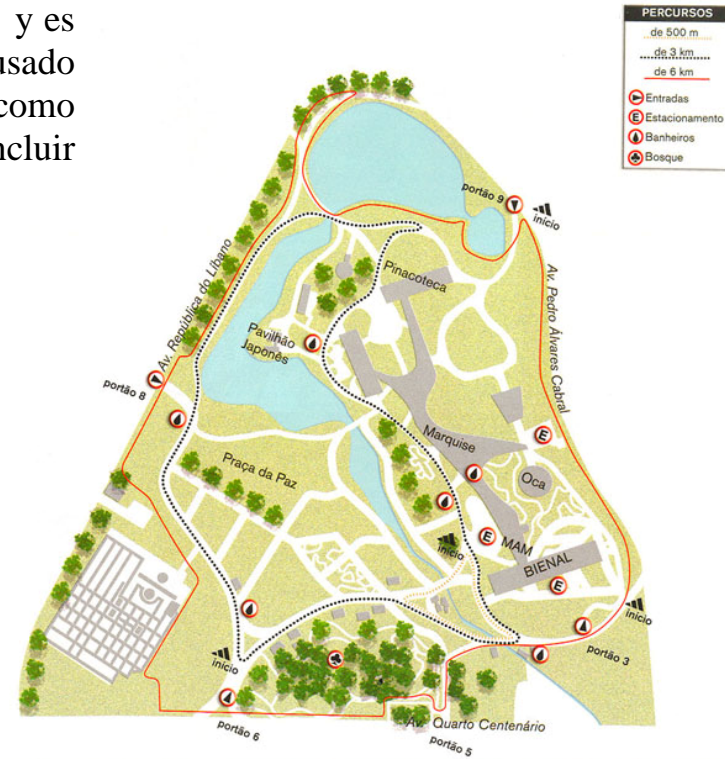 y es
usado
como
ncluir
PERCURSOS
de 500 m
de 3 km
de 6 km
Entradas
E Estacionamento
Banheiros
Bosque
portão 9
início
Av. República do Líbano
Pinacoteca
Av. Pedro Álvares Cabral
Pavilhão
Japonês
portão 8
Marquise
E
Praça da Paz
Oca
E
MAM
início
BIENAL
E
início
início
portão 3
portão 6
Av. Quarto Centenário
portão 5